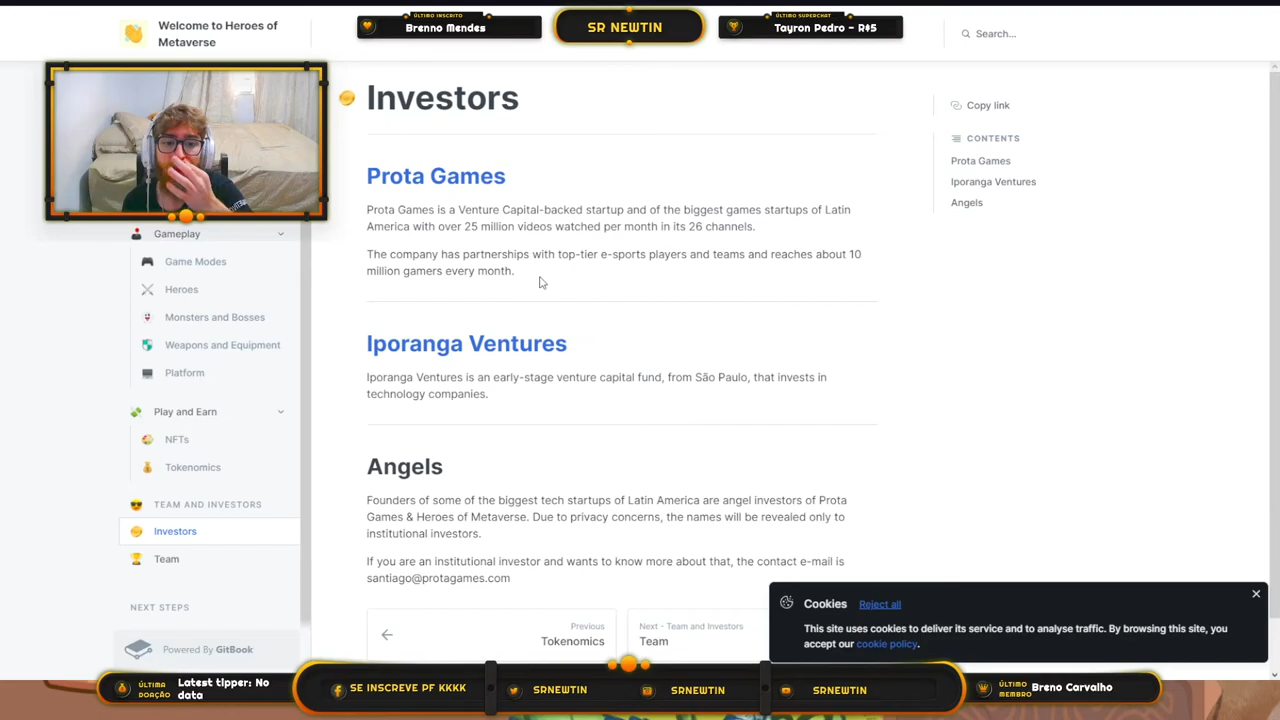 Welcome to Heroes of
Metaverse
ÚLTIMO INSCRITO
Brenno Mendes
SR NEWTIN
ÚLTIMO SUPERCHAT
Tayron Pedro - R$5
Search...
Investors
Copy link
CONTENTS
Prota Games
Iporanga Ventures
Angels
Prota Games
Prota Games is a Venture Capital-backed startup and of the biggest games startups of Latin
America with over 25 million videos watched per month in its 26 channels.
The company has partnerships with top-tier e-sports players and teams and reaches about 10
million gamers every month.
Iporanga Ventures
Iporanga Ventures is an early-stage venture capital fund, from São Paulo, that invests in
technology companies.
Angels
Founders of some of the biggest tech startups of Latin America are angel investors of Prota
Games & Heroes of Metaverse. Due to privacy concerns, the names will be revealed only to
institutional investors.
If you are an institutional investor and wants to know more about that, the contact e-mail is
santiago@protagames.com
Previous
Tokenomics
Next - Team and Investors
Team
Gameplay
Game Modes
Heroes
Monsters and Bosses
Weapons and Equipment
Platform
Play and Earn
NFTs
Tokenomics
TEAM AND INVESTORS
Investors
Team
NEXT STEPS
Powered By GitBook
Cookies Reject all
This site uses cookies to deliver its service and to analyse traffic. By browsing this site, you
accept our cookie policy.
ÚLTIMA
DOAÇÃO
Latest tipper: No
data
SE INSCREVE PF KKKK
SRNEWTIN
SRNEWTIN
SRNEWTIN
ÚLTIMO
MEMBRO
Breno Carvalho